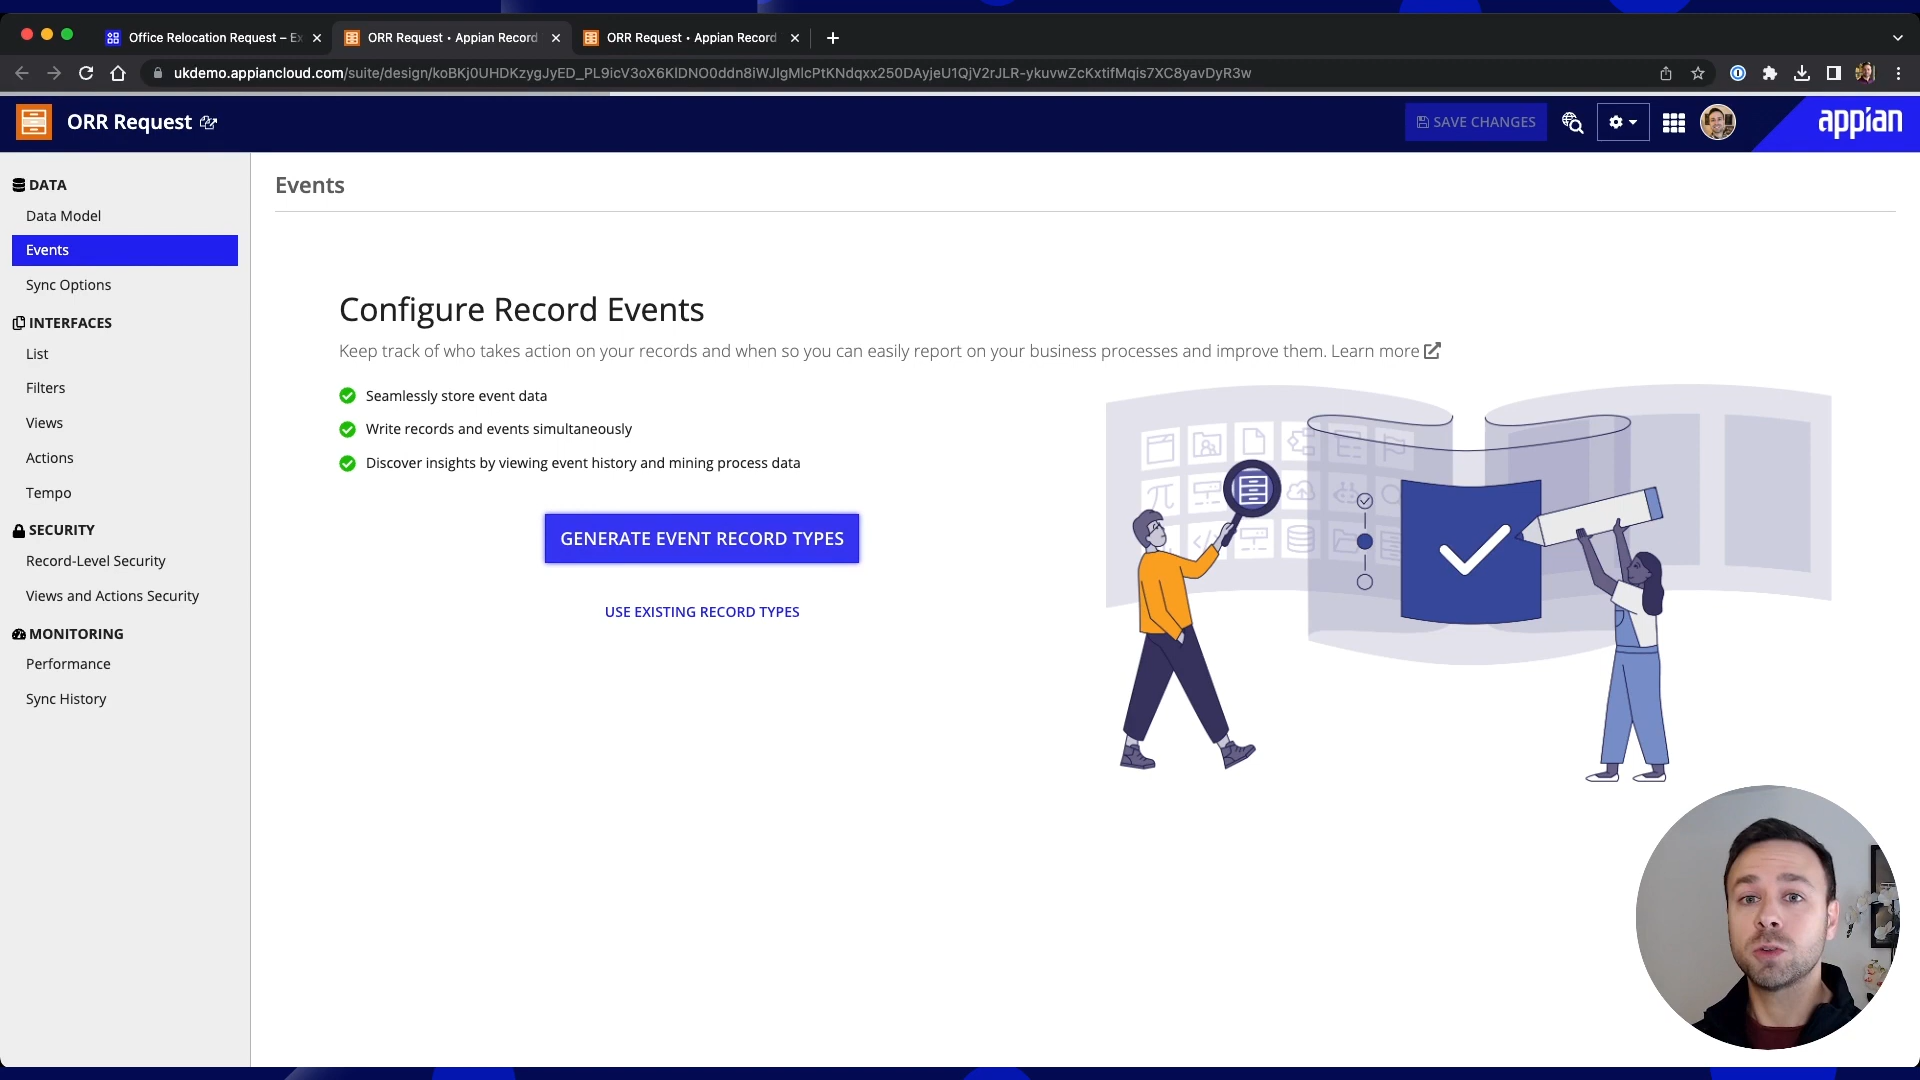 Office Relocation Request – Ex
ORR Request • Appian Record
ORR Request • Appian Record
ukdemo.appiancloud.com/suite/design/koBKj0UHDKzygJyED_PL9icV3oX6KlDNO0ddn8iWJlgMlcPtKNdqxx250DAyjeU1QjV2rJLR-ykuvwZcKxtifMqis7XC8yavDyR3w
ORR Request
SAVE CHANGES
appian
DATA
Data Model
Events
Sync Options
INTERFACES
List
Filters
Views
Actions
Tempo
SECURITY
Record-Level Security
Views and Actions Security
MONITORING
Performance
Sync History
Events
Configure Record Events
Keep track of who takes action on your records and when so you can easily report on your business processes and improve them. Learn more
Seamlessly store event data
Write records and events simultaneously
Discover insights by viewing event history and mining process data
GENERATE EVENT RECORD TYPES
USE EXISTING RECORD TYPES